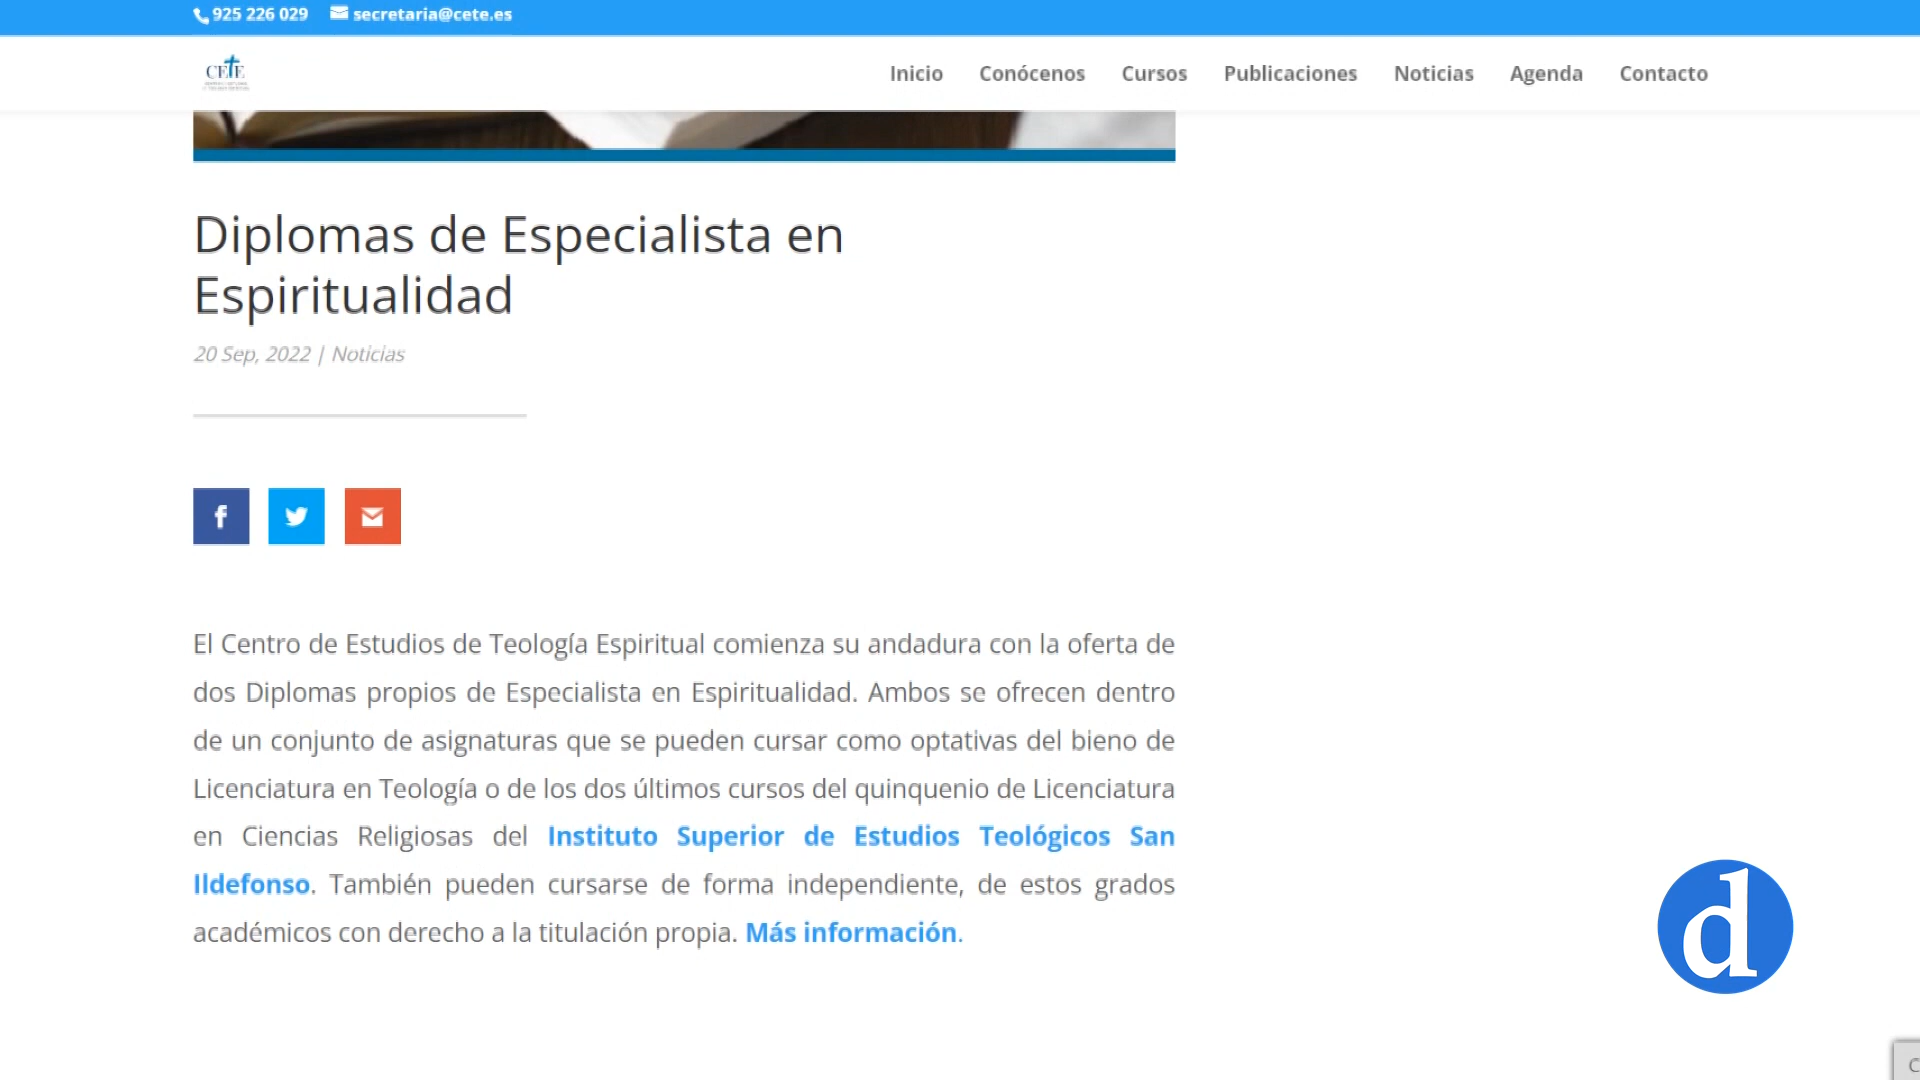 925 226 029 secretaria@cete.es
CETE
Inicio Conócenos Cursos Publicaciones Noticias Agenda Contacto
Diplomas de Especialista en
Espiritualidad
20 Sep, 2022 | Noticias
El Centro de Estudios de Teología Espiritual comienza su andadura con la oferta de
dos Diplomas propios de Especialista en Espiritualidad. Ambos se ofrecen dentro
de un conjunto de asignaturas que se pueden cursar como optativas del bieno de
Licenciatura en Teología o de los dos últimos cursos del quinquenio de Licenciatura
en Ciencias Religiosas del Instituto Superior de Estudios Teológicos San
Ildefonso. También pueden cursarse de forma independiente, de estos grados
académicos con derecho a la titulación propia. Más información.
d